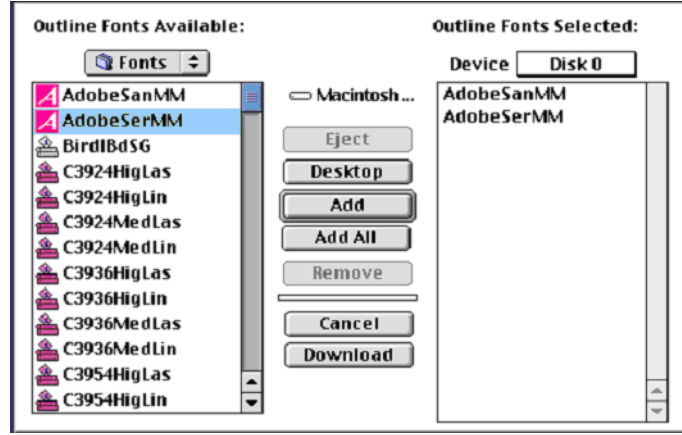 Outline Fonts Available:
Fonts
AdobeSanMM
AdobeSerMM
BirdlBdSG
C3924HigLas
C3924HigLin
C3924MedLas
C3924MedLin
C3936HigLas
C3936HigLin
C3936MedLas
C3936MedLin
C3954HigLas
C3954HigLin
Macintosh ...
Eject
Desktop
Add
Add All
Remove
Cancel
Download
Outline Fonts Selected:
Device Disk 0
AdobeSanMM
AdobeSerMM